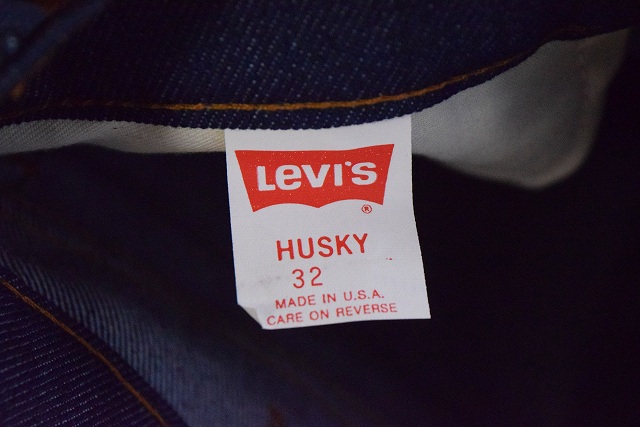 Levi's
®
HUSKY
32
MADE IN U.S.A.
CARE ON REVERSE